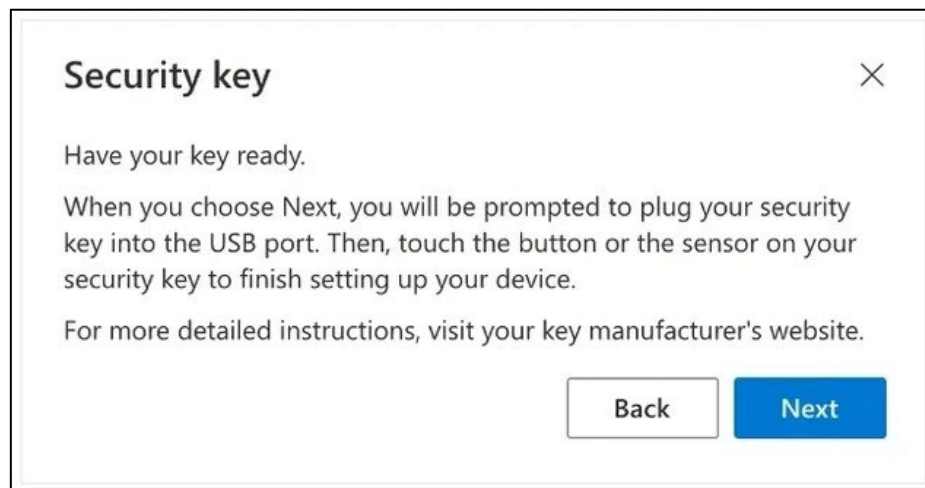 Security key
Have your key ready.
When you choose Next, you will be prompted to plug your security
key into the USB port. Then, touch the button or the sensor on your
security key to finish setting up your device.
For more detailed instructions, visit your key manufacturer's website.
Back
Next